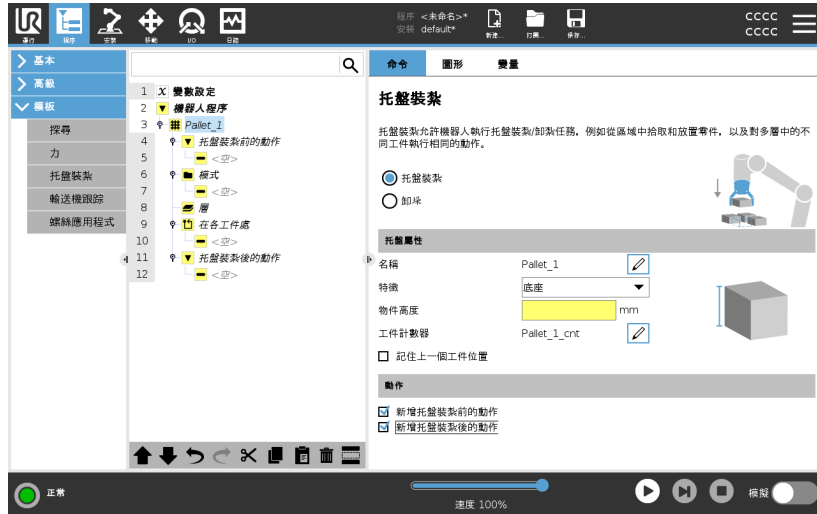 UR
運行
程序
安裝
移動
I/O
日誌
程序 <未命名>*
安裝 default*
新建...
打開...
保存...
cccc
cccc
基本
高級
模板
探尋
力
托盤裝紮
輸送機跟踪
螺絲應用程式
1 X 變數設定
2 機器人程序
3 Pallet_1
4 托盤裝紮前的動作
5 <空>
6 模式
7 <空>
8 層
9 在各工件處
10 <空>
11 托盤裝紮後的動作
12 <空>
命令 圖形 變量
托盤裝紮
托盤裝紮允許機器人執行托盤裝紮/卸紮任務，例如從區域中拾取和放置零件，以及對多層中的不
同工件執行相同的動作。
托盤裝紮
卸垛
托盤屬性
名稱 Pallet_1
特徵 底座
物件高度 mm
工件計數器 Pallet_1_cnt
記住上一個工件位置
動作
新增托盤裝紮前的動作
新增托盤裝紮後的動作
正常
速度 100%
模擬